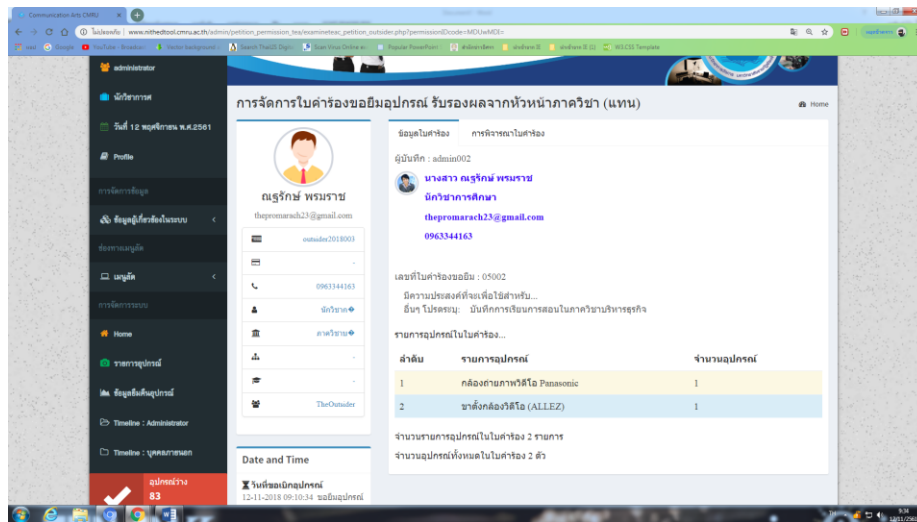 Communication Arts CMRU
ไม่ปลอดภัย | www.nithedtool.cmru.ac.th/admin/petition_permission_tea/examineteac_petition_outsider.php?permissionIDcode=MDUwMDI=
Google
YouTube - Broadcast
Vector background
Search ThaiJO Digit
Scan Virus Online
Popular PowerPoint
W3.CSS Template
administrator
นักวิชาการศ
วันที่ 12 พฤศจิกายน พ.ศ.2561
Profile
การจัดการข้อมูล
ข้อมูลผู้เกี่ยวข้องในระบบ
ช่องทางเมนูลัด
เมนูลัด
การจัดการระบบ
Home
รายการอุปกรณ์
ข้อมูลยืมคืนอุปกรณ์
Timeline : Administrator
Timeline : บุคคลภายนอก
อุปกรณ์ว่าง
83
การจัดการใบคำร้องขอยืมอุปกรณ์ รับรองผลจากหัวหน้าภาควิชา (แทน)
Home
ณฐรักษ์ พรมราช
thepromarach23@gmail.com
outsider2018003
-
0963344163
นักวิชาก�
ภาควิชาบ�
-
-
TheOutsider
Date and Time
วันที่ขอเบิกอุปกรณ์
12-11-2018 09:10:34 ขอยืมอุปกรณ์
ข้อมูลใบคำร้อง การพิจารณาใบคำร้อง
ผู้บันทึก : admin002
นางสาว ณฐรักษ์ พรมราช
นักวิชาการศึกษา
thepromarach23@gmail.com
0963344163
เลขที่ใบคำร้องขอยืม : 05002
มีความประสงค์ที่จะเพื่อใช้สำหรับ...
อื่นๆ โปรดระบุ: บันทึกการเรียนการสอนในภาควิชาบริหารธุรกิจ
รายการอุปกรณ์ในใบคำร้อง...
ลำดับ รายการอุปกรณ์ จำนวนอุปกรณ์
1 กล้องถ่ายภาพวิดีโอ Panasonic 1
2 ขาตั้งกล้องวิดีโอ (ALLEZ) 1
จำนวนรายการอุปกรณ์ในใบคำร้อง 2 รายการ
จำนวนอุปกรณ์ทั้งหมดในใบคำร้อง 2 ตัว
TH
9:34
12/11/2561